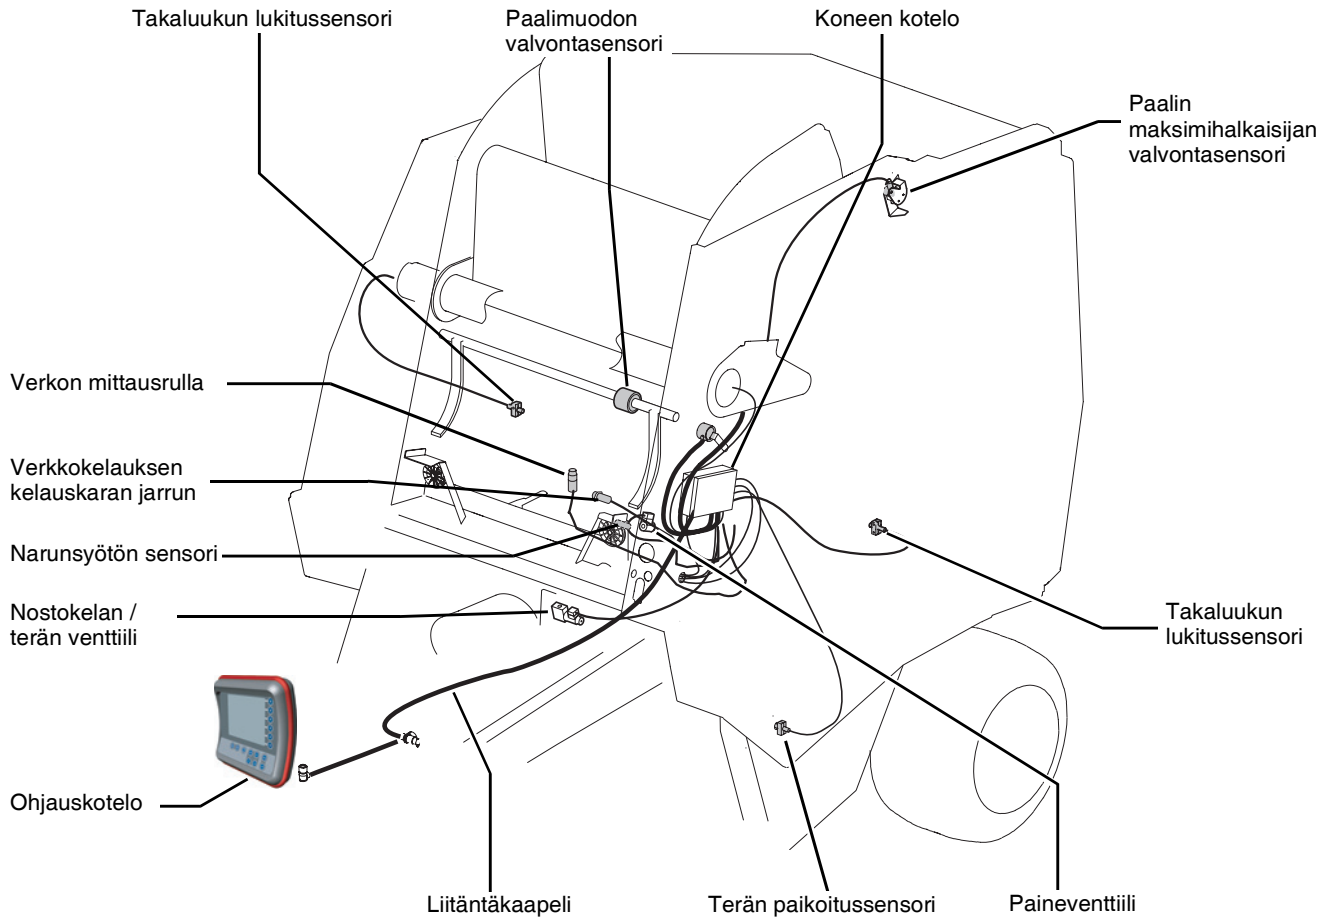 Takaluukun lukitussensori
Paalimuodon
valvontasensori
Koneen kotelo
Paalin
maksimihalkaisijan
valvontasensori
Verkon mittausrulla
Verkkokelauksen
kelauskaran jarrun
Narunsyötön sensori
Nostokelan /
terän venttiili
Takaluukun
lukitussensori
Ohjauskotelo
Liitäntäkaapeli
Terän paikoitussensori
Paineventtiili